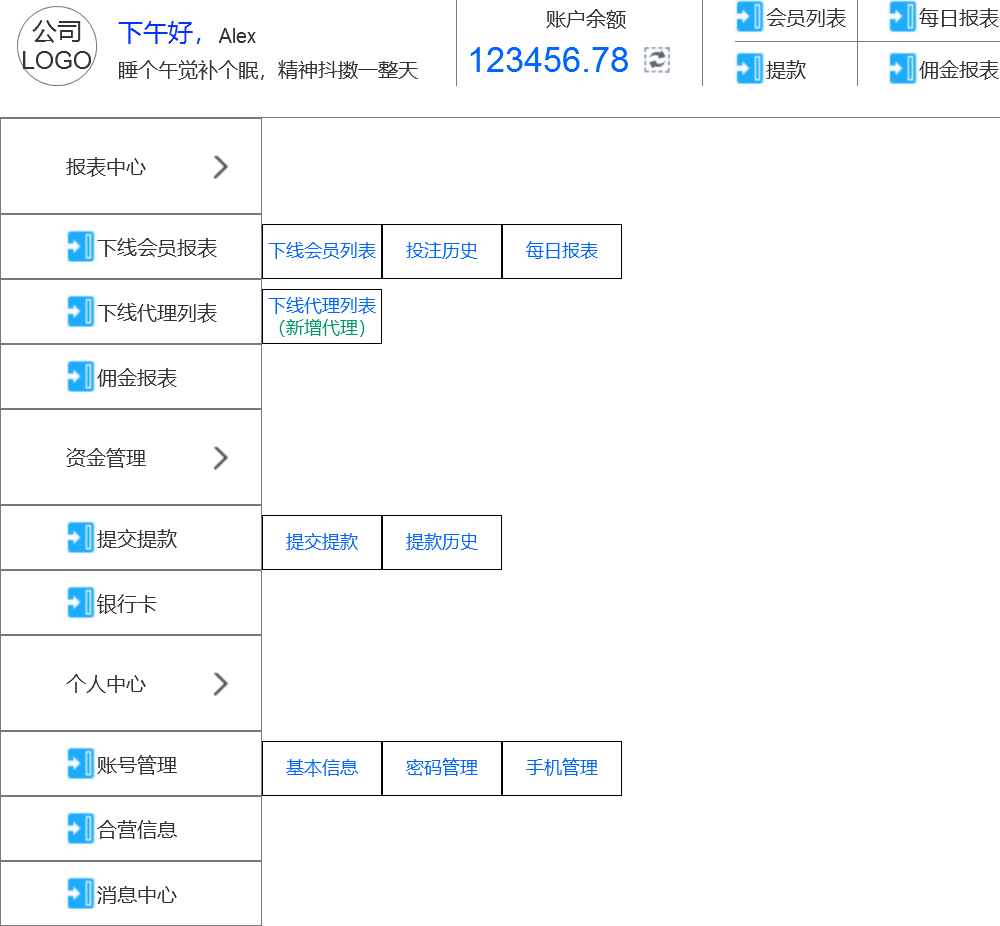 公司
LOGO
下午好， Alex
睡个午觉补个眠，精神抖擞一整天
账户余额
123456.78
会员列表
每日报表
提款
佣金报表
报表中心
下线会员报表
下线会员列表
投注历史
每日报表
下线代理列表
下线代理列表
（新增代理）
佣金报表
资金管理
提交提款
提交提款
提款历史
银行卡
个人中心
账号管理
基本信息
密码管理
手机管理
合营信息
消息中心